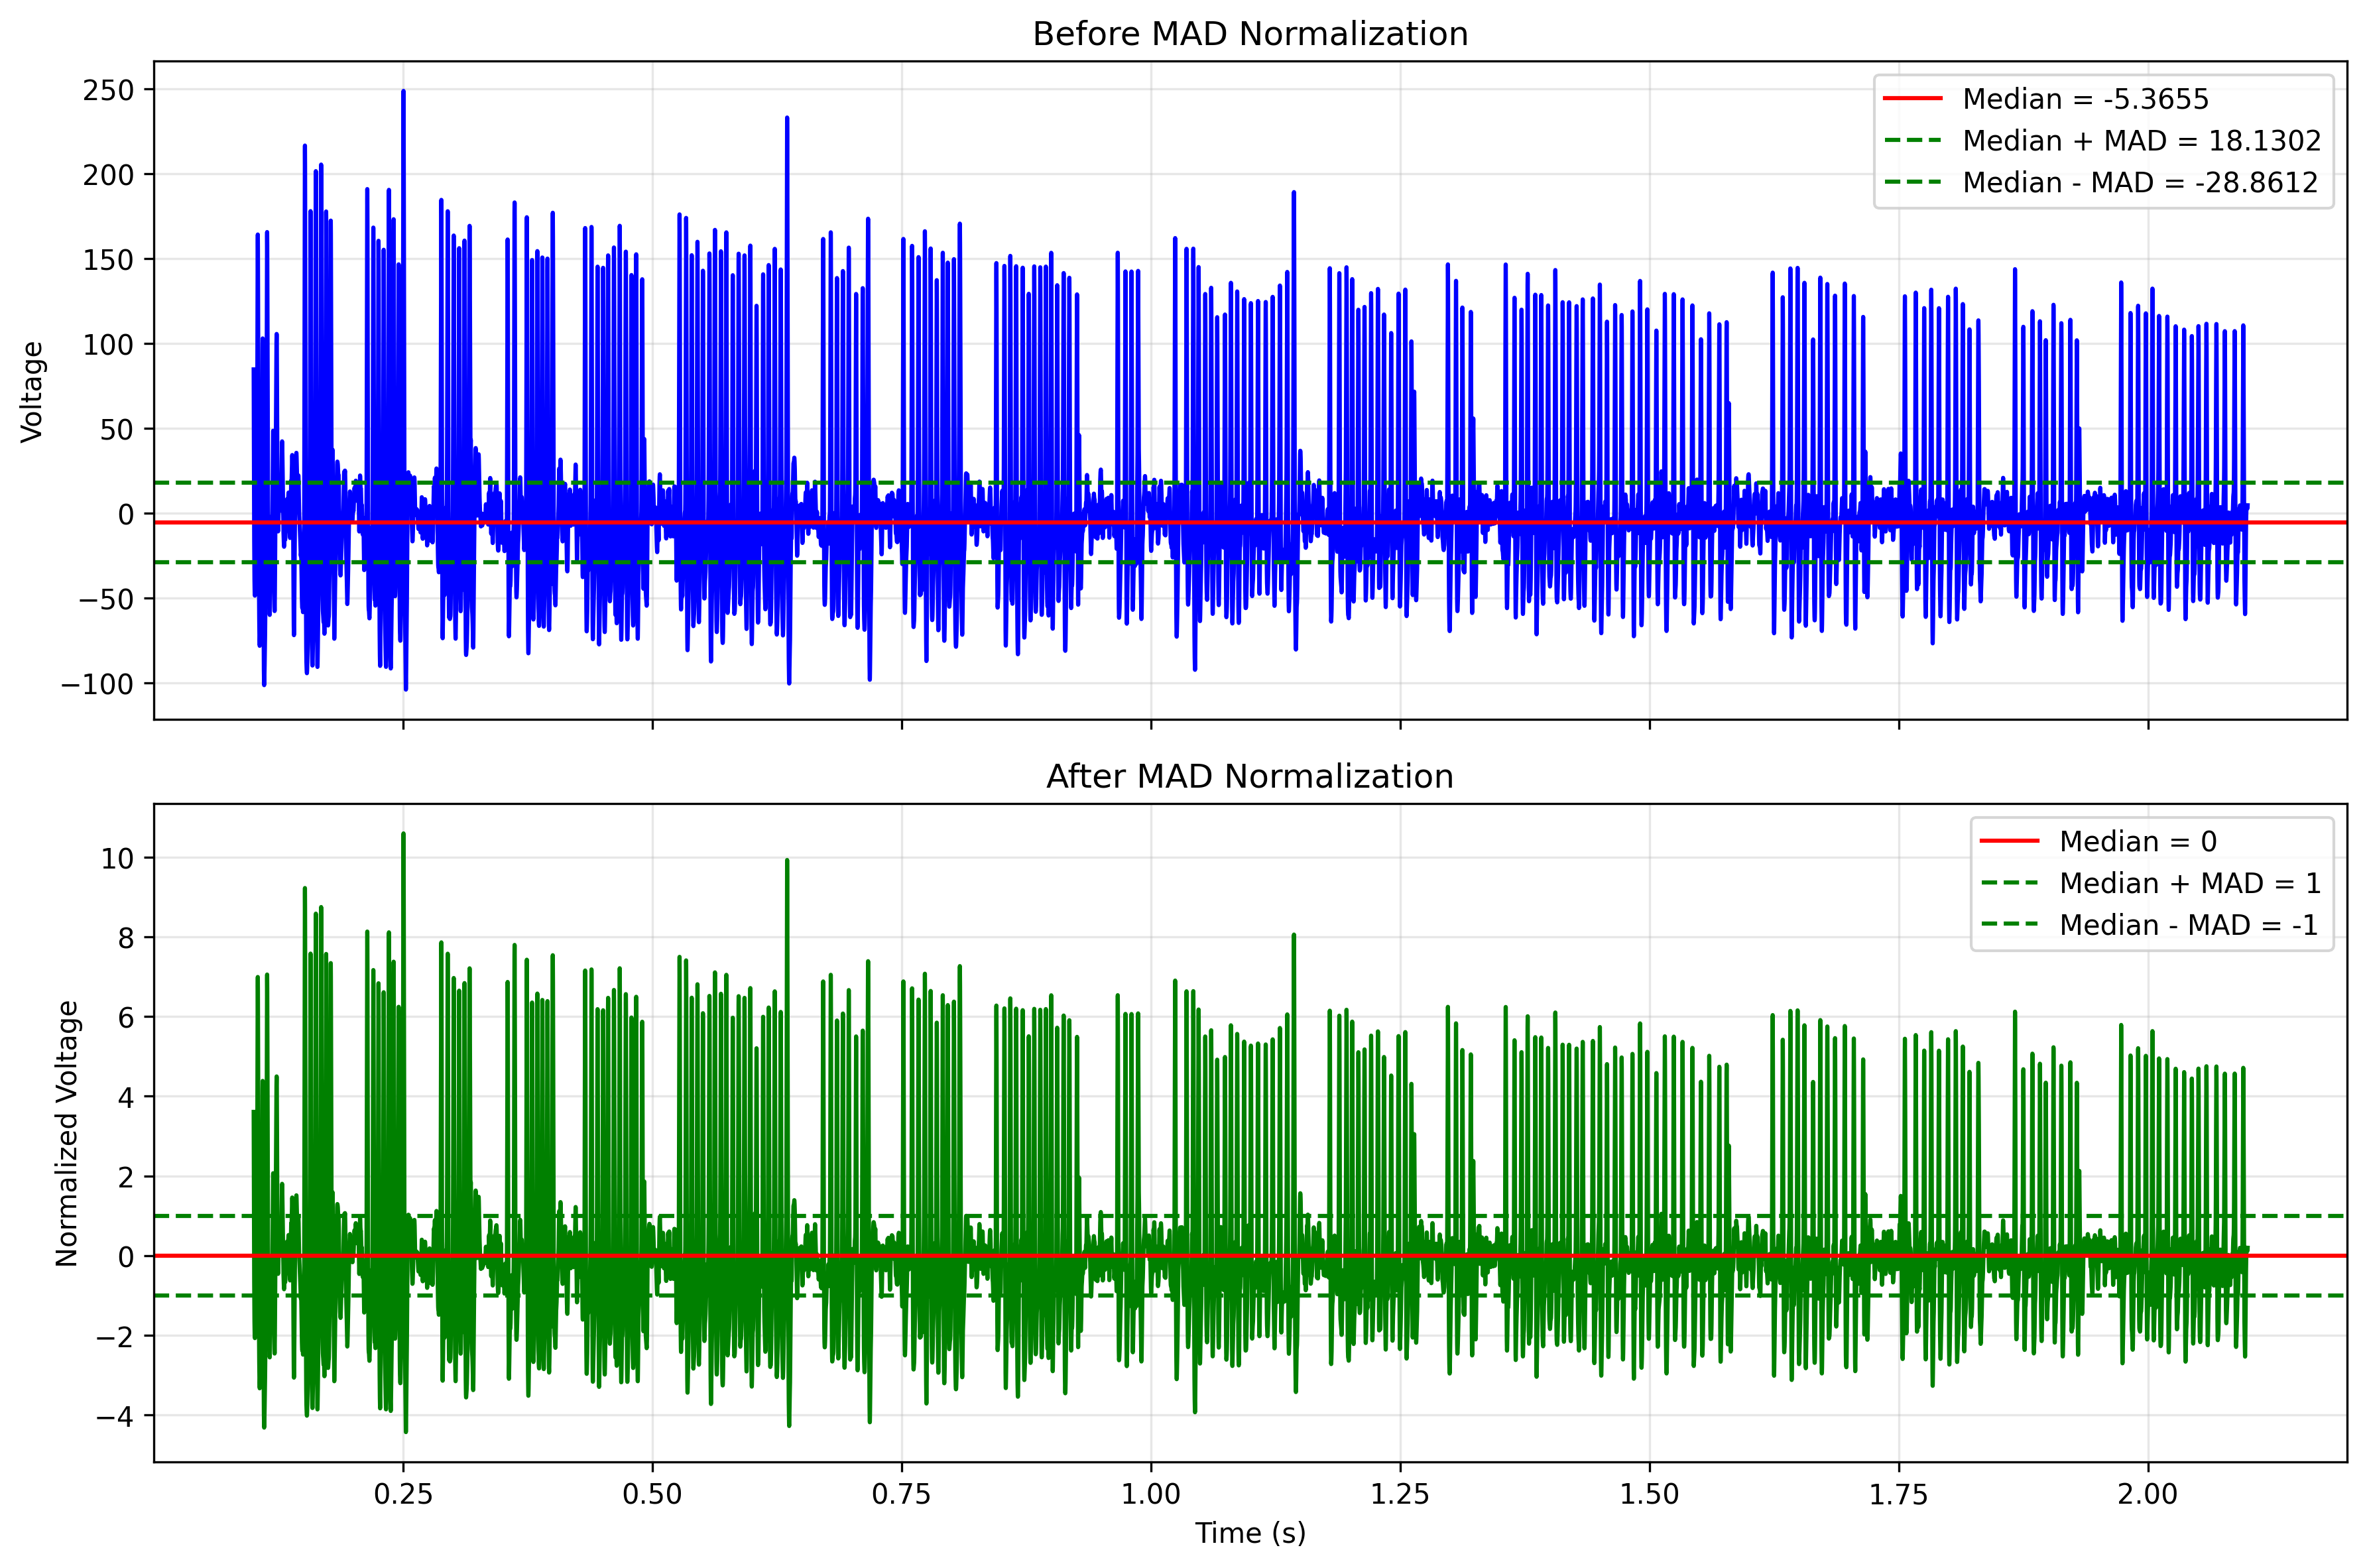 Before MAD Normalization
250
200
150
100
50
0
−50
−100
Voltage
Median = -5.3655
Median + MAD = 18.1302
Median - MAD = -28.8612
After MAD Normalization
10
8
6
4
2
0
−2
−4
Normalized Voltage
Median = 0
Median + MAD = 1
Median - MAD = -1
0.25 0.50 0.75 1.00 1.25 1.50 1.75 2.00
Time (s)